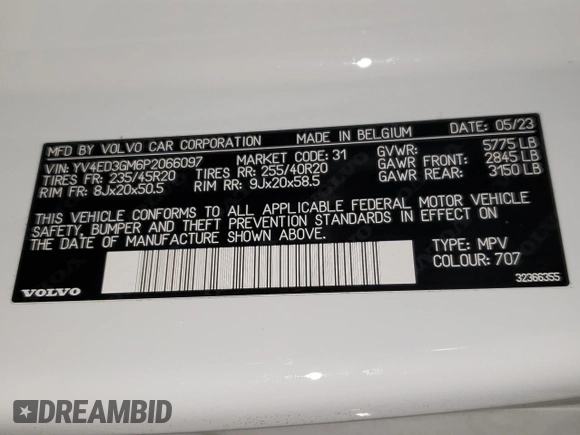 MFD BY VOLVO CAR CORPORATION MADE IN BELGIUM DATE: 05/23
VIN: YV4ED3GM6P2066097 MARKET CODE: 31 GVWR: 5775 LB
TIRES FR: 235/45R20 TIRES RR: 255/40R20 GAWR FRONT: 2845 LB
RIM FR: 8Jx20x50.5 RIM RR: 9Jx20x58.5 GAWR REAR: 3150 LB
THIS VEHICLE CONFORMS TO ALL APPLICABLE FEDERAL MOTOR VEHICLE
SAFETY, BUMPER AND THEFT PREVENTION STANDARDS IN EFFECT ON
THE DATE OF MANUFACTURE SHOWN ABOVE.
TYPE: MPV
COLOUR: 707
VOLVO
32366355
DREAMBID